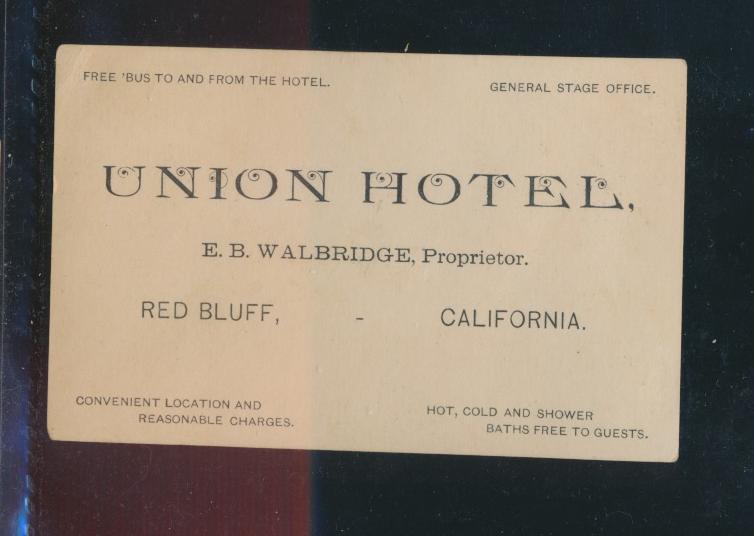 FREE 'BUS TO AND FROM THE HOTEL.
GENERAL STAGE OFFICE.
UNION HOTEL,
E. B. WALBRIDGE, Proprietor.
RED BLUFF, - CALIFORNIA.
CONVENIENT LOCATION AND
REASONABLE CHARGES.
HOT, COLD AND SHOWER
BATHS FREE TO GUESTS.